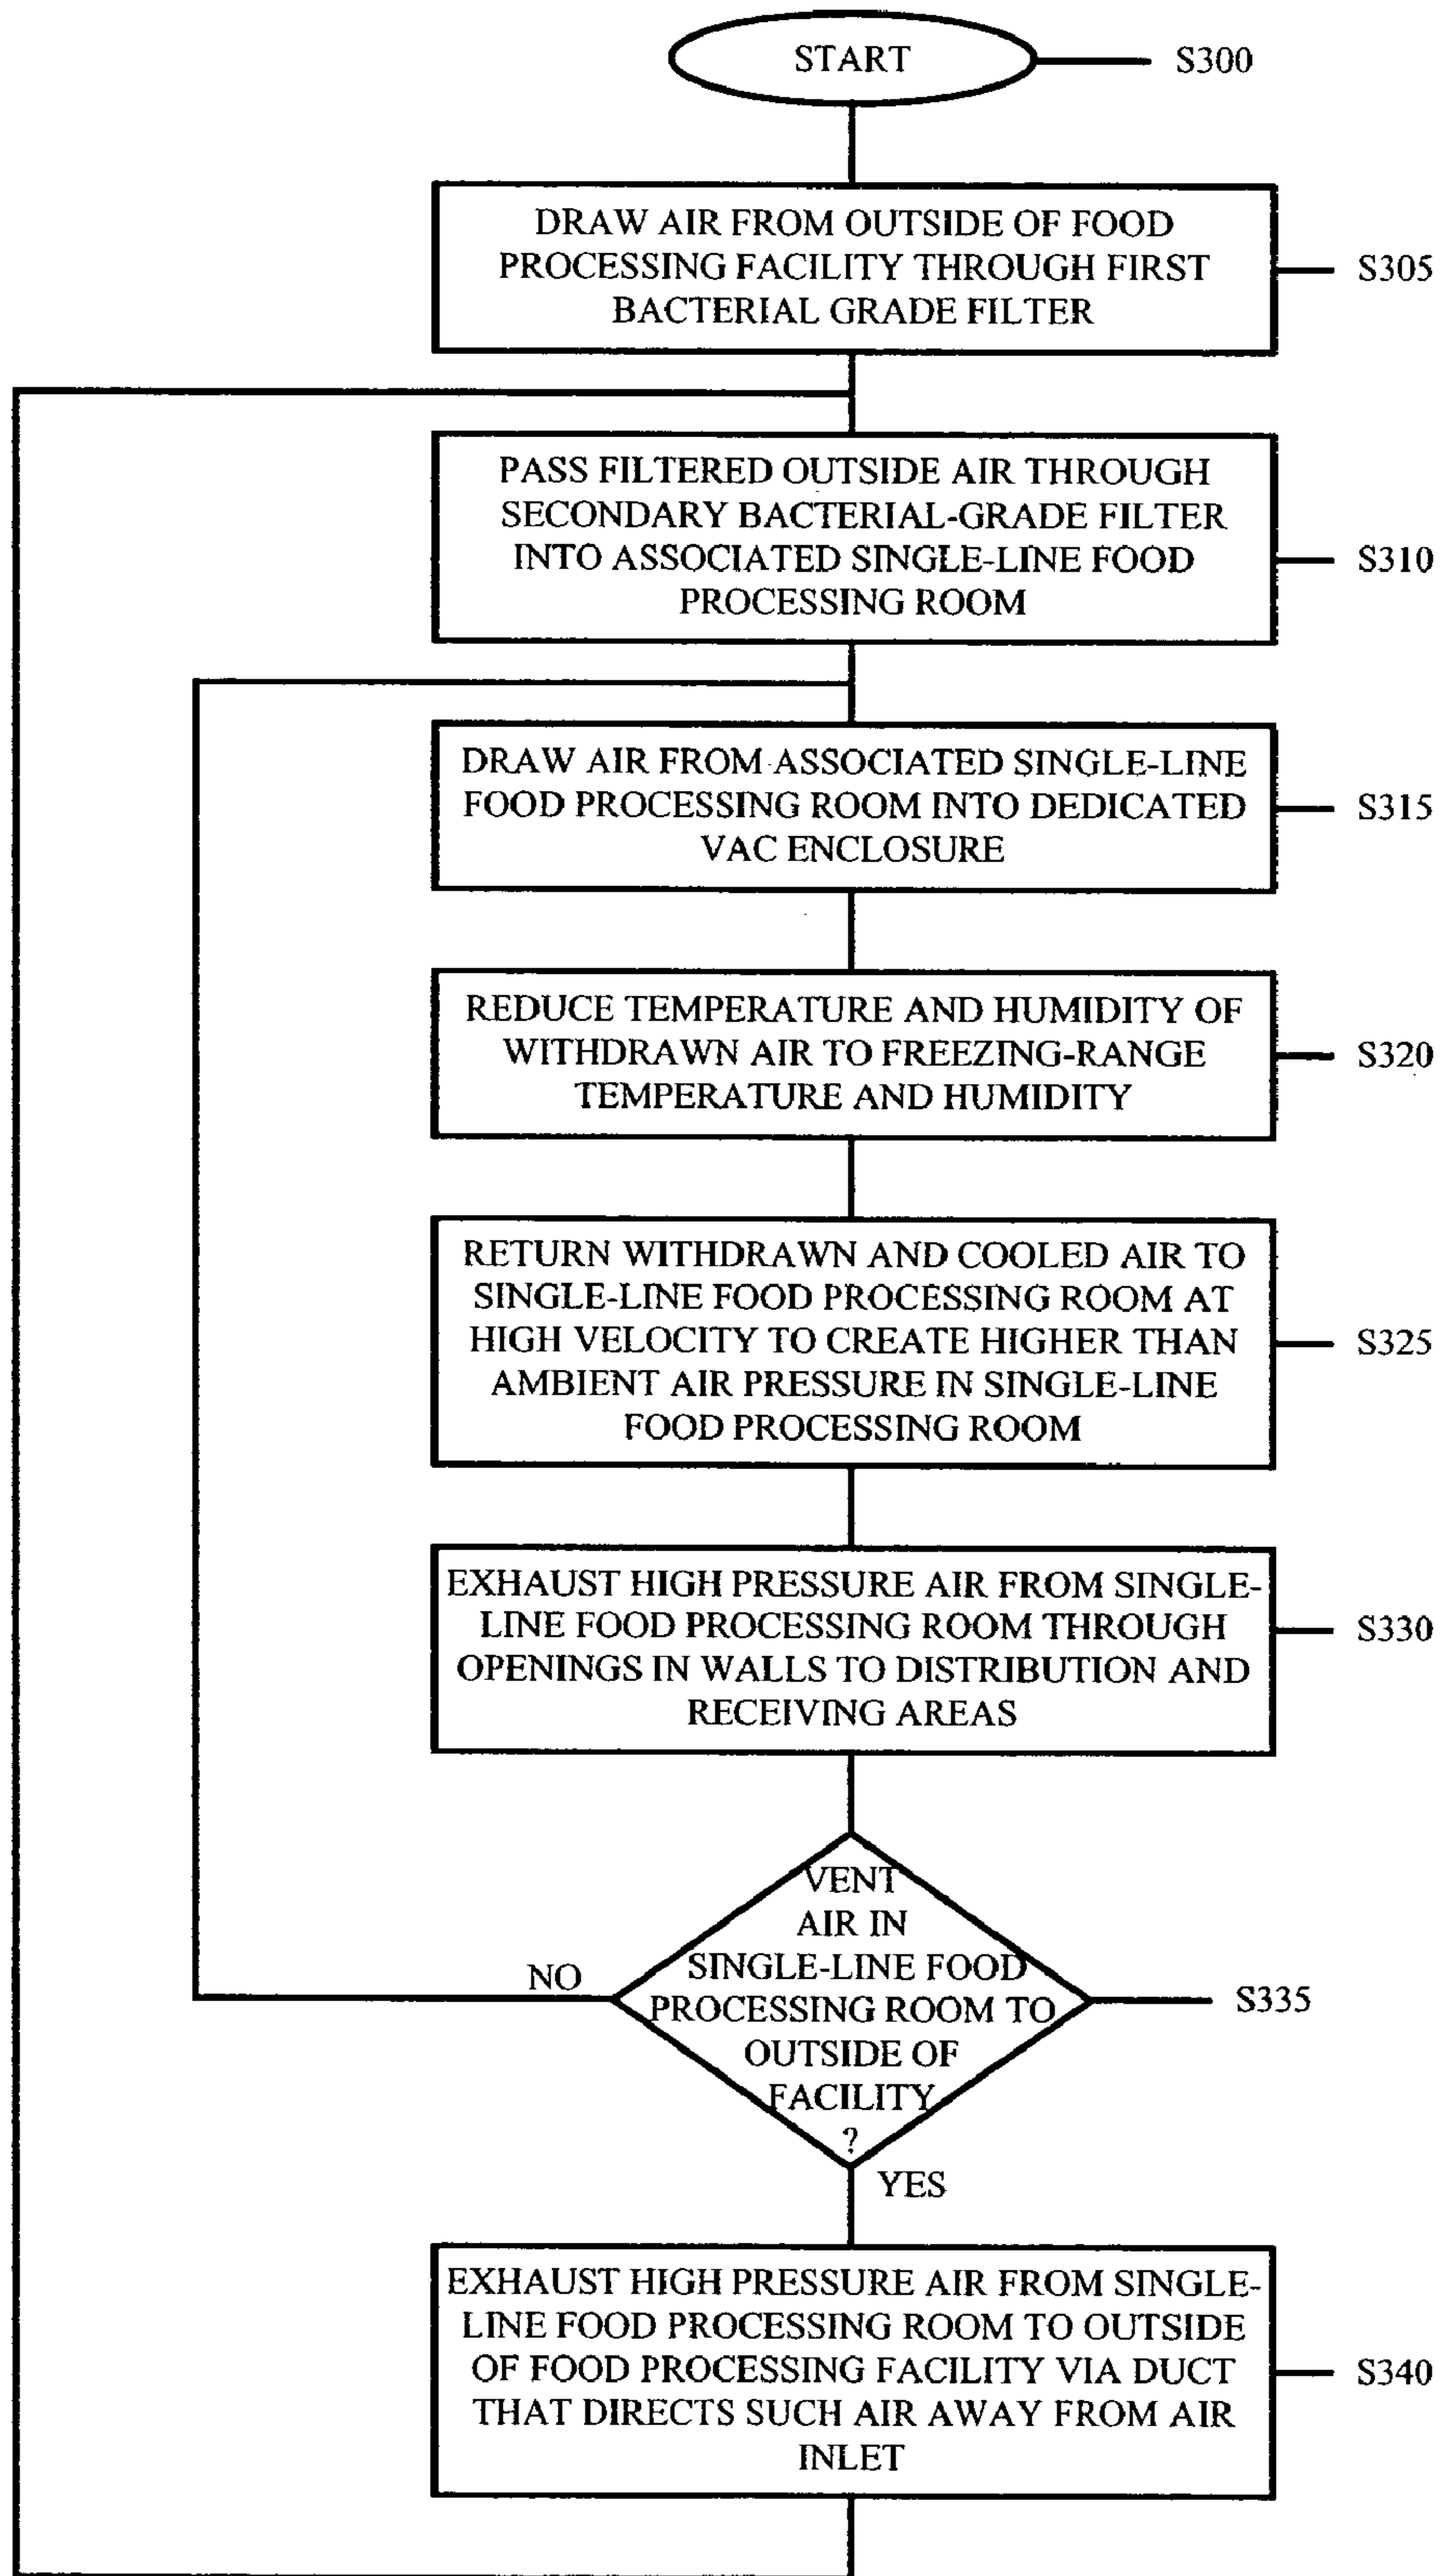 START
S300
DRAW AIR FROM OUTSIDE OF FOOD
PROCESSING FACILITY THROUGH FIRST
BACTERIAL GRADE FILTER
S305
PASS FILTERED OUTSIDE AIR THROUGH
SECONDARY BACTERIAL-GRADE FILTER
INTO ASSOCIATED SINGLE-LINE FOOD
PROCESSING ROOM
S310
DRAW AIR FROM ASSOCIATED SINGLE-LINE
FOOD PROCESSING ROOM INTO DEDICATED
VAC ENCLOSURE
S315
REDUCE TEMPERATURE AND HUMIDITY OF
WITHDRAWN AIR TO FREEZING-RANGE
TEMPERATURE AND HUMIDITY
S320
RETURN WITHDRAWN AND COOLED AIR TO
SINGLE-LINE FOOD PROCESSING ROOM AT
HIGH VELOCITY TO CREATE HIGHER THAN
AMBIENT AIR PRESSURE IN SINGLE-LINE
FOOD PROCESSING ROOM
S325
EXHAUST HIGH PRESSURE AIR FROM SINGLE-
LINE FOOD PROCESSING ROOM THROUGH
OPENINGS IN WALLS TO DISTRIBUTION AND
RECEIVING AREAS
S330
VENT
AIR IN
SINGLE-LINE FOOD
PROCESSING ROOM TO
OUTSIDE OF
FACILITY
?
NO
S335
YES
EXHAUST HIGH PRESSURE AIR FROM SINGLE-
LINE FOOD PROCESSING ROOM TO OUTSIDE
OF FOOD PROCESSING FACILITY VIA DUCT
THAT DIRECTS SUCH AIR AWAY FROM AIR
INLET
S340